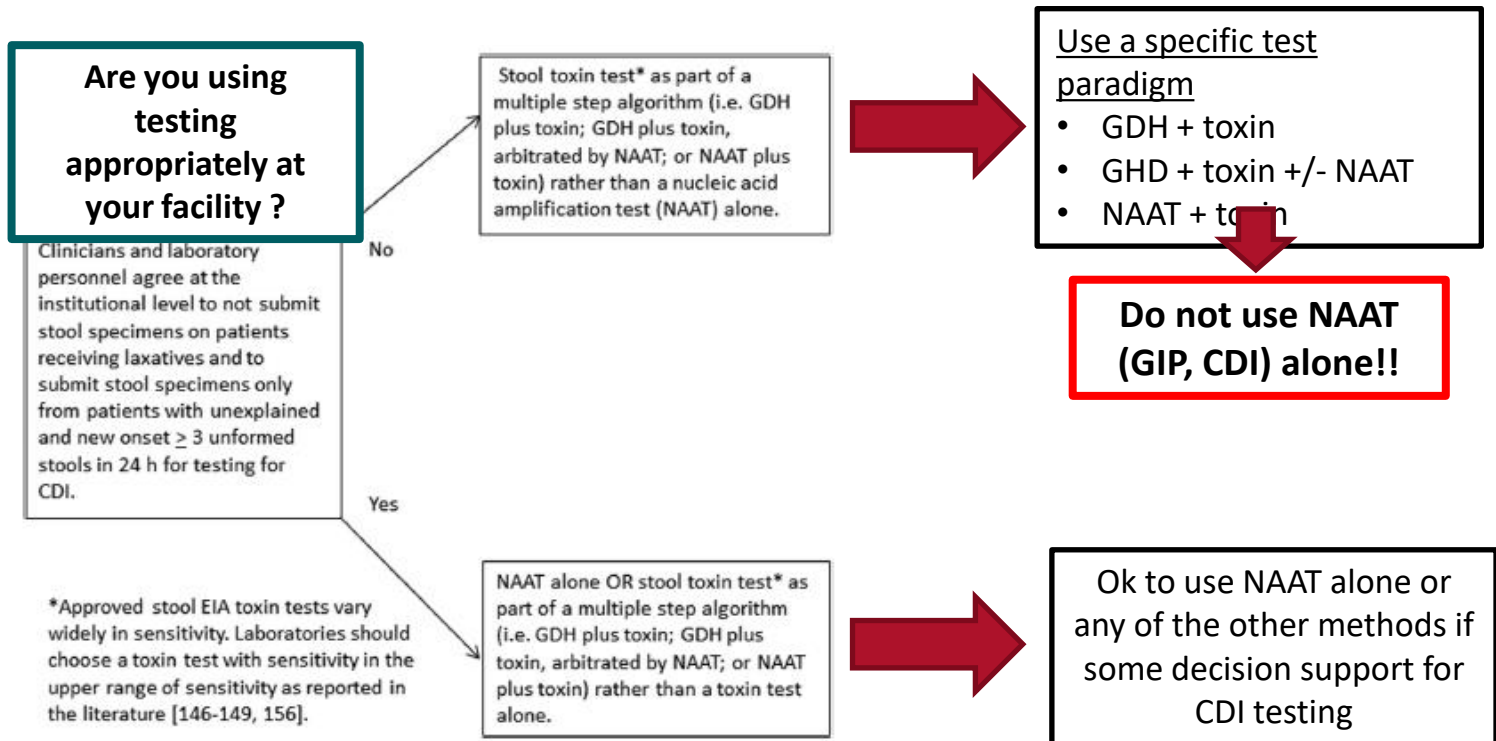 Are you using
testing
appropriately at
your facility ?
Clinicians and laboratory
personnel agree at the
institutional level to not submit
stool specimens on patients
receiving laxatives and to
submit stool specimens only
from patients with unexplained
and new onset > 3 unformed
stools in 24 h for testing for
CDI.
No
Yes
Stool toxin test* as part of a
multiple step algorithm (i.e. GDH
plus toxin; GDH plus toxin,
arbitrated by NAAT; or NAAT plus
toxin) rather than a nucleic acid
amplification test (NAAT) alone.
Use a specific test
paradigm
• GDH + toxin
• GHD + toxin +/- NAAT
• NAAT + toxin
Do not use NAAT
(GIP, CDI) alone!!
*Approved stool EIA toxin tests vary
widely in sensitivity. Laboratories should
choose a toxin test with sensitivity in the
upper range of sensitivity as reported in
the literature [146-149, 156].
NAAT alone OR stool toxin test* as
part of a multiple step algorithm
(i.e. GDH plus toxin; GDH plus
toxin, arbitrated by NAAT; or NAAT
plus toxin) rather than a toxin test
alone.
Ok to use NAAT alone or
any of the other methods if
some decision support for
CDI testing